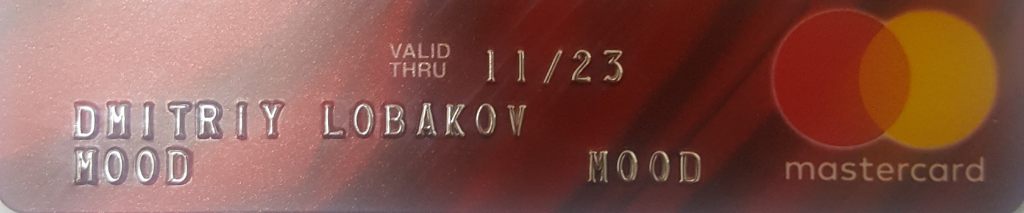 VALID
THRU 11/23
DMITRIY LOBAKOV
MOOD MOOD
mastercard